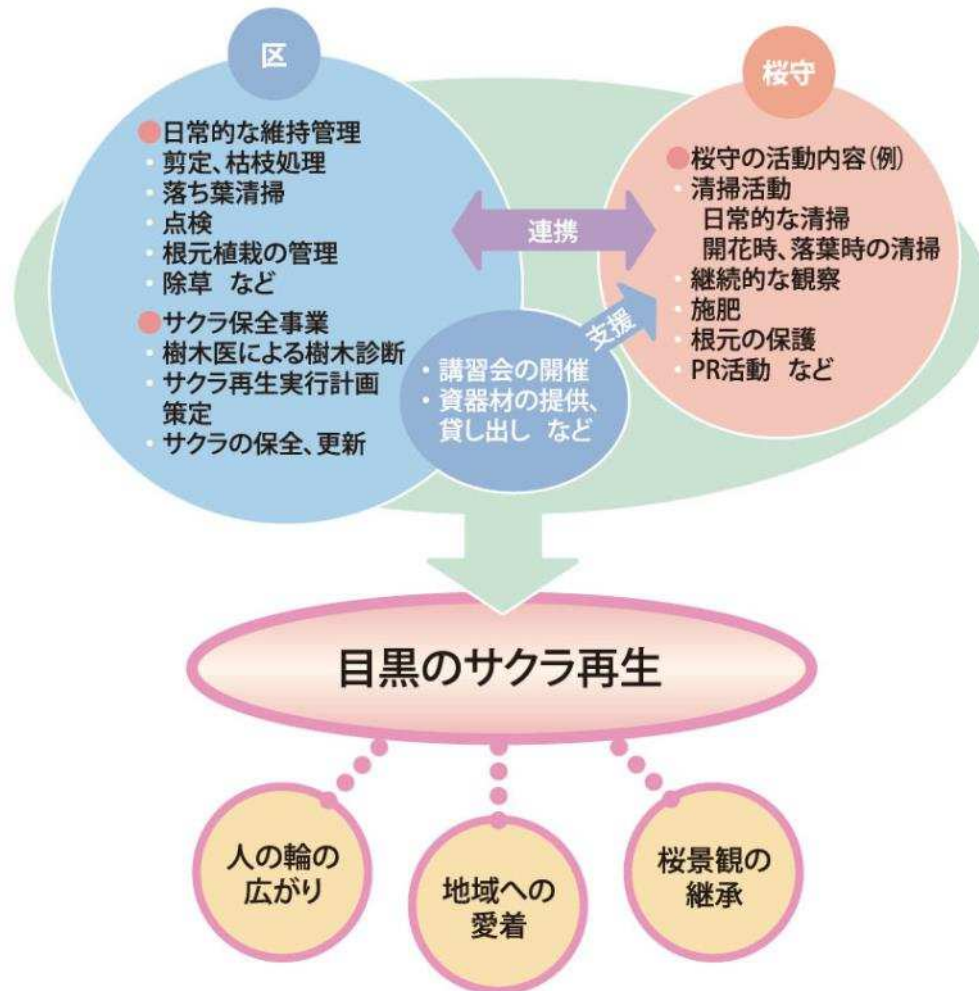 区
●日常的な維持管理
・剪定、枯枝処理
・落ち葉清掃
・点検
・根元植栽の管理
・除草 など
●サクラ保全事業
・樹木医による樹木診断
・サクラ再生実行計画
策定
・サクラの保全、更新
連携
支援
・講習会の開催
・資器材の提供、
貸し出し など
桜守
●桜守の活動内容(例)
・清掃活動
日常的な清掃
開花時、落葉時の清掃
・継続的な観察
・施肥
・根元の保護
・PR活動 など
目黒のサクラ再生
人の輪の
広がり
地域への
愛着
桜景観の
継承